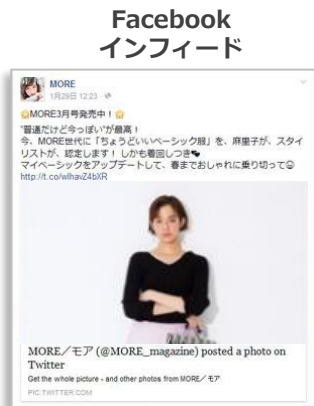 Facebook
インフィード
MORE
1月29日 12:23
MORE3月号発売中！
"普通だけど今っぽい"が最高！
今、MORE世代に「ちょうどいいベーシック服」を、麻里子が、スタイ
リストが、認定します！ しかも着回しつき
マイベーシックをアップデートして、春までおしゃれに乗り切って
http://t.co/wlhavZ4bXR
MORE／モア (@MORE_magazine) posted a photo on
Twitter
Get the whole picture - and other photos from MORE／モア
PIC.TWITTER.COM